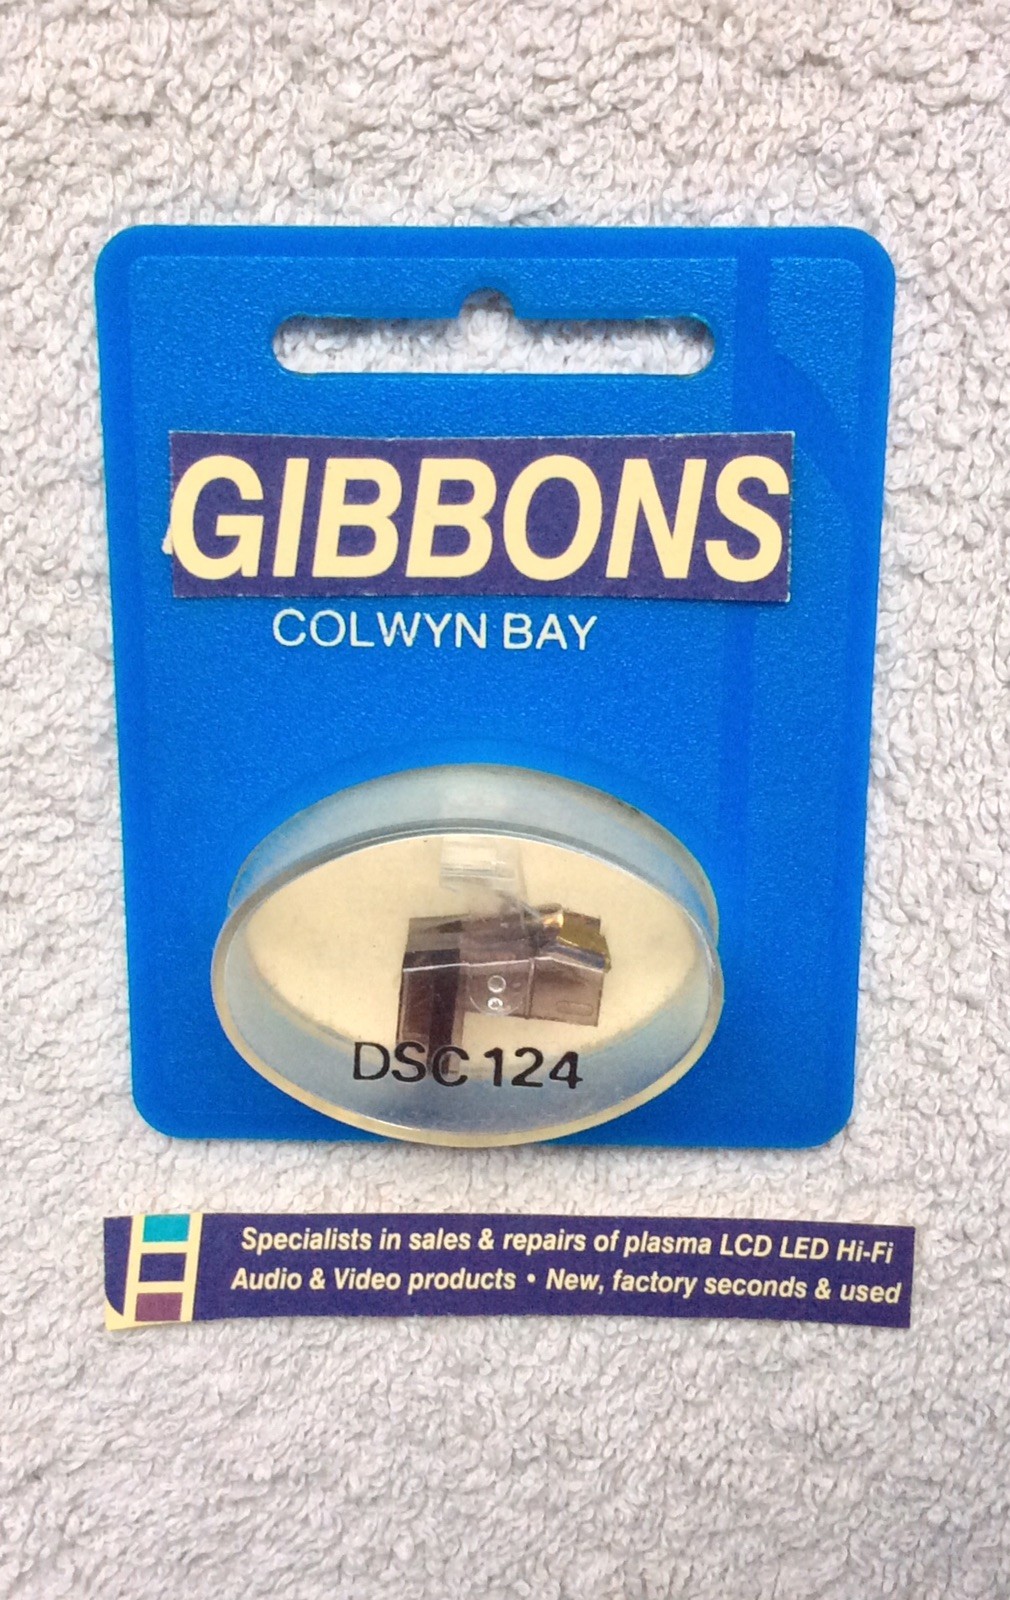 GIBBONS
COLWYN BAY
DSC 124
Specialists in sales & repairs of plasma LCD LED Hi-Fi
Audio & Video products • New, factory seconds & used